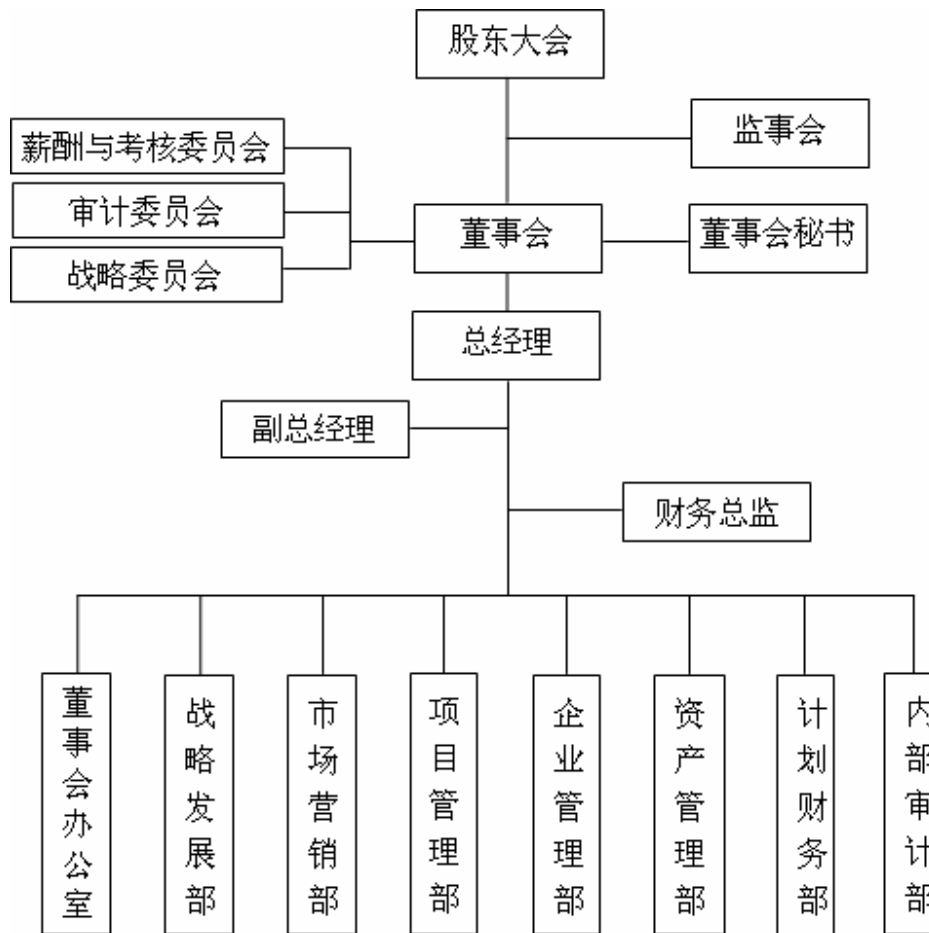 股东大会
监事会
薪酬与考核委员会
审计委员会
董事会
董事会秘书
战略委员会
总经理
副总经理
财务总监
董事会办公室
战略发展部
市场营销部
项目管理部
企业管理部
资产管理部
计划财务部
内部审计部